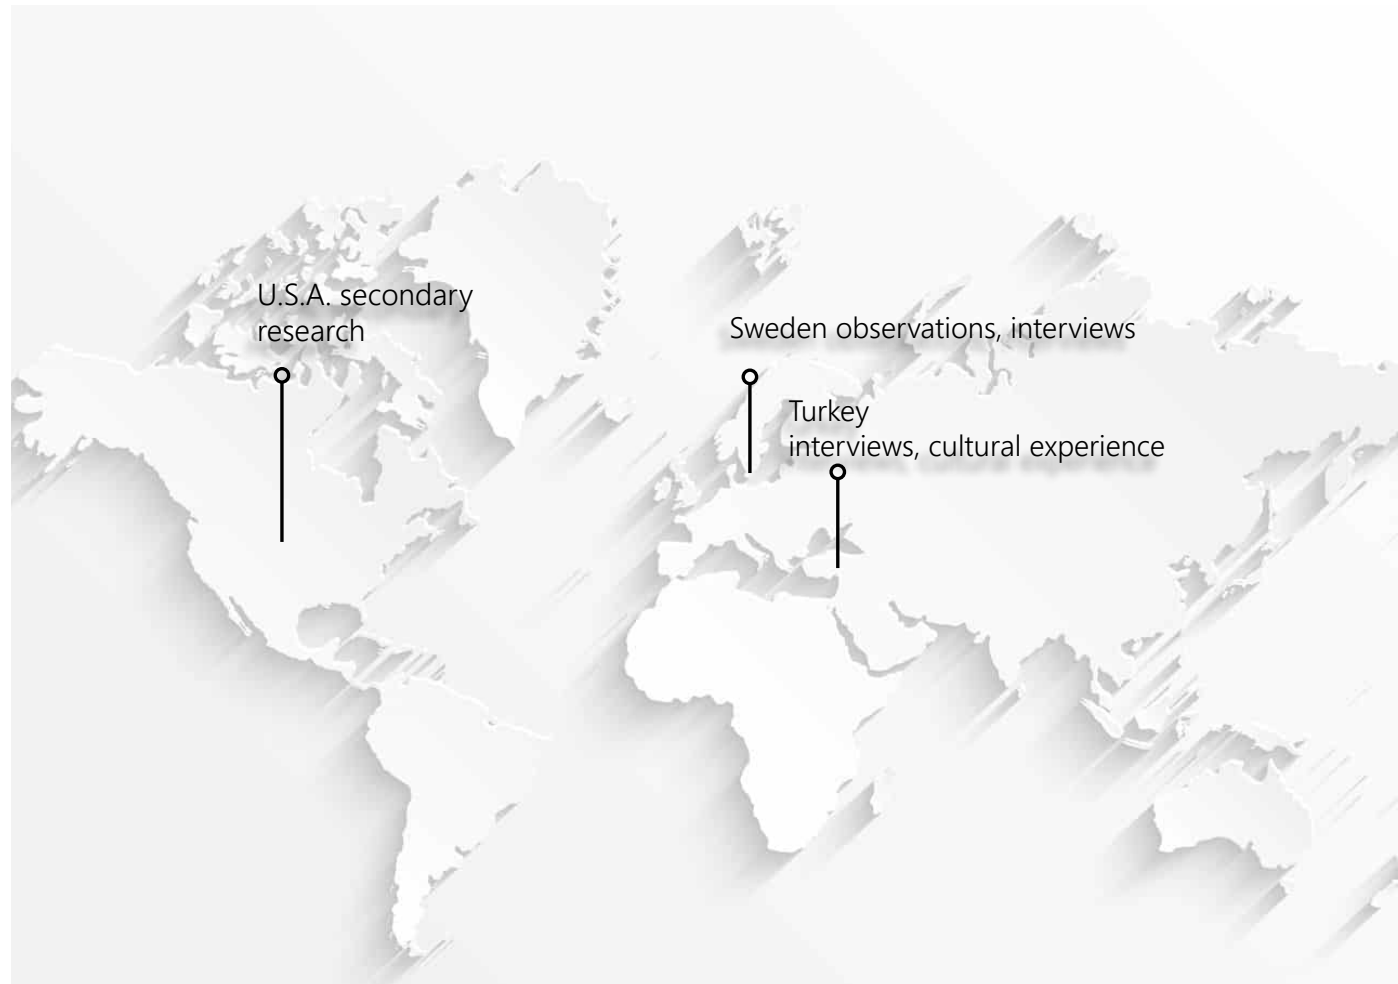 U.S.A. secondary
research
Sweden observations, interviews
Turkey
interviews, cultural experience